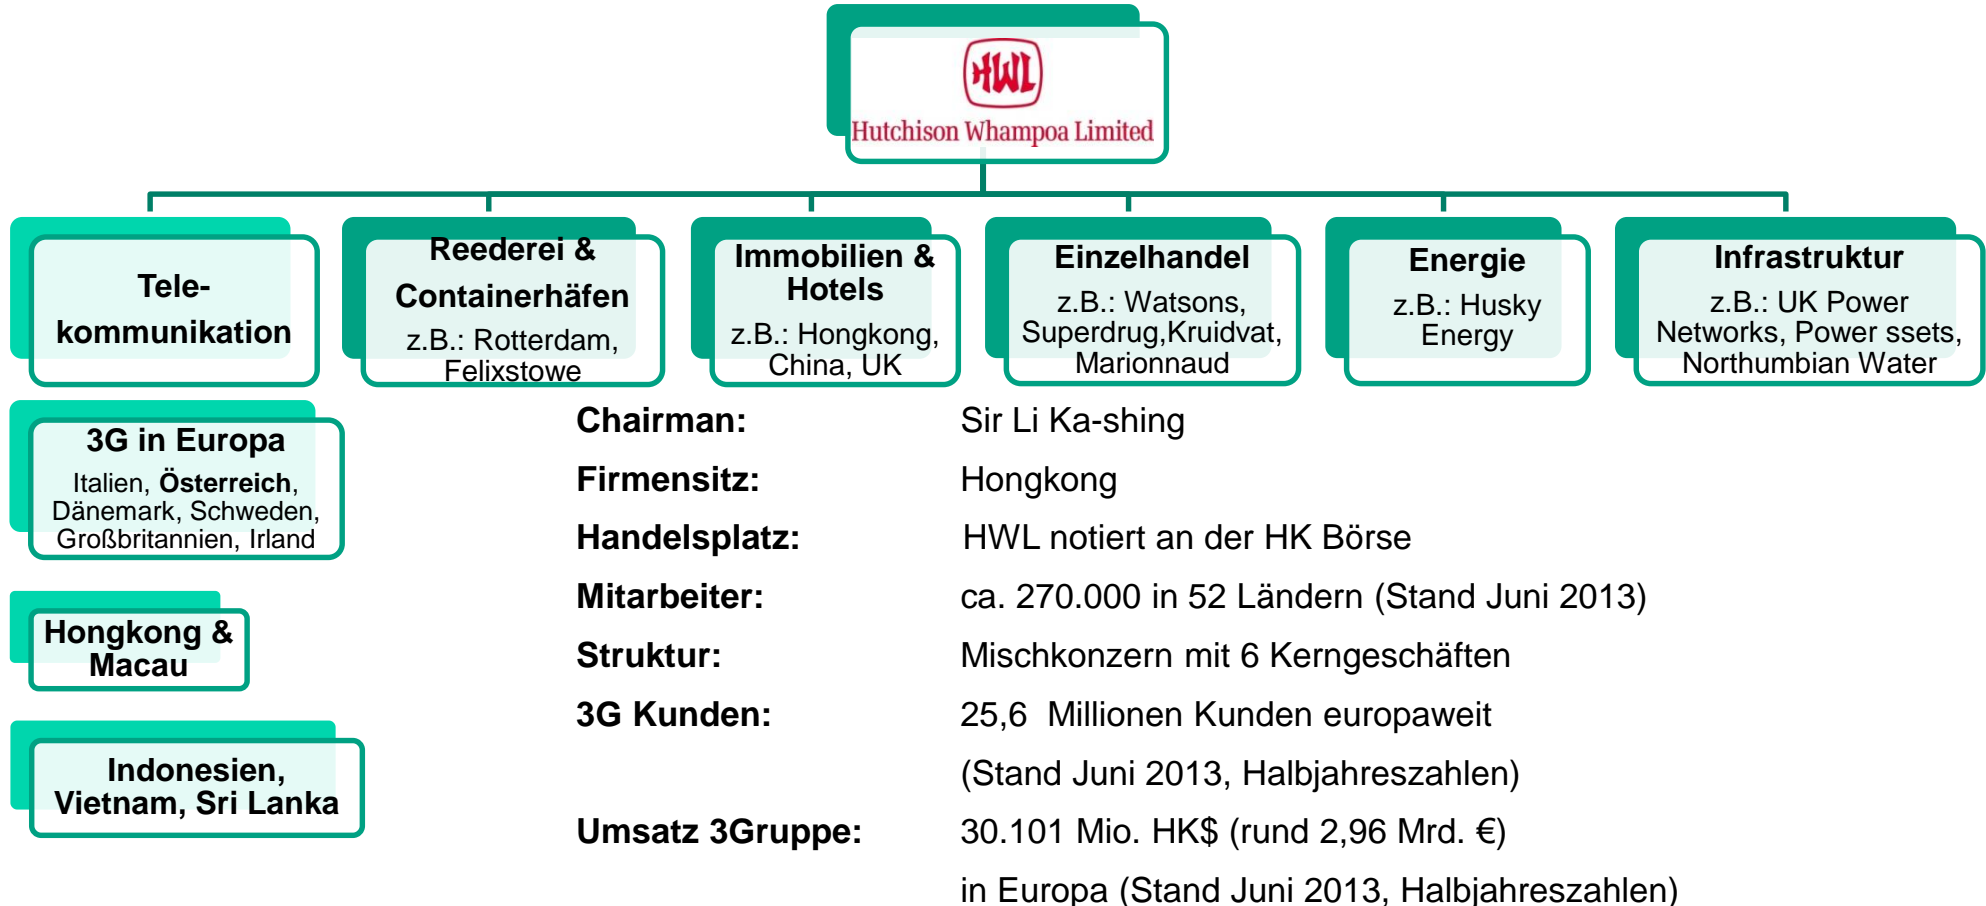 HWL
Hutchison Whampoa Limited
Tele-
kommunikation
Reederei &
Containerhäfen
z.B.: Rotterdam,
Felixstowe
Immobilien &
Hotels
z.B.: Hongkong,
China, UK
Einzelhandel
z.B.: Watsons,
Superdrug,Kruidvat,
Marionnaud
Energie
z.B.: Husky
Energy
Infrastruktur
z.B.: UK Power
Networks, Power ssets,
Northumbian Water
3G in Europa
Italien, Österreich,
Dänemark, Schweden,
Großbritannien, Irland
Hongkong &
Macau
Indonesien,
Vietnam, Sri Lanka
Chairman: Sir Li Ka-shing
Firmensitz: Hongkong
Handelsplatz: HWL notiert an der HK Börse
Mitarbeiter: ca. 270.000 in 52 Ländern (Stand Juni 2013)
Struktur: Mischkonzern mit 6 Kerngeschäften
3G Kunden: 25,6 Millionen Kunden europaweit
(Stand Juni 2013, Halbjahreszahlen)
Umsatz 3Gruppe: 30.101 Mio. HK$ (rund 2,96 Mrd. €)
in Europa (Stand Juni 2013, Halbjahreszahlen)